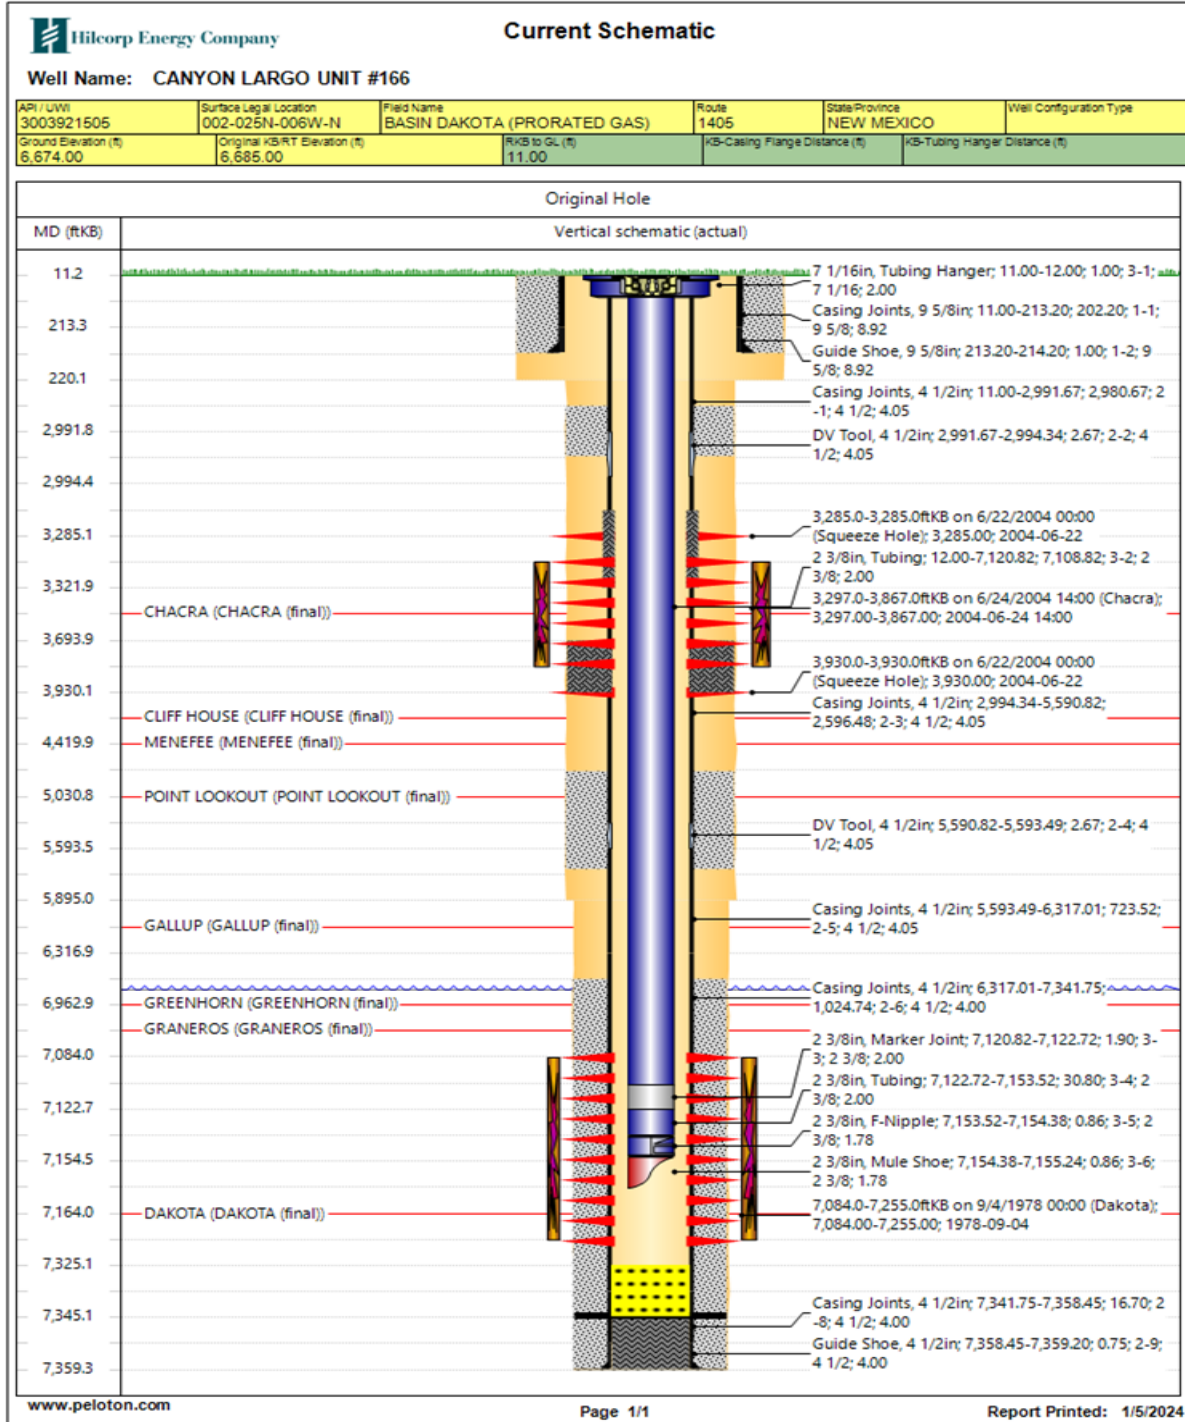 Hilcorp Energy Company
Current Schematic
Well Name: CANYON LARGO UNIT #166
API / UWI
3003921505
Surface Legal Location
002-025N-006W-N
Field Name
BASIN DAKOTA (PRORATED GAS)
Route
1405
State/Province
NEW MEXICO
Well Configuration Type
Ground Elevation (ft)
6,674.00
Original KB/RT Elevation (ft)
6,685.00
RKB to GL (ft)
11.00
KB-Casing Flange Distance (ft)
KB-Tubing Hanger Distance (ft)
Original Hole
MD (ftKB)
Vertical schematic (actual)
11.2
213.3
220.1
2,991.8
2,994.4
3,285.1
3,321.9
3,693.9
3,930.1
4,419.9
5,030.8
5,593.5
5,895.0
6,316.9
6,962.9
7,084.0
7,122.7
7,154.5
7,164.0
7,325.1
7,345.1
7,359.3
CHACRA (CHACRA (final))
CLIFF HOUSE (CLIFF HOUSE (final))
MENEFEE (MENEFEE (final))
POINT LOOKOUT (POINT LOOKOUT (final))
GALLUP (GALLUP (final))
GREENHORN (GREENHORN (final))
GRANEROS (GRANEROS (final))
DAKOTA (DAKOTA (final))
7 1/16in, Tubing Hanger; 11.00-12.00; 1.00; 3-1;
7 1/16; 2.00
Casing Joints, 9 5/8in; 11.00-213.20; 202.20; 1-1;
9 5/8; 8.92
Guide Shoe, 9 5/8in; 213.20-214.20; 1.00; 1-2; 9
5/8; 8.92
Casing Joints, 4 1/2in; 11.00-2,991.67; 2,980.67; 2
-1; 4 1/2; 4.05
DV Tool, 4 1/2in; 2,991.67-2,994.34; 2.67; 2-2; 4
1/2; 4.05
3,285.0-3,285.0ftKB on 6/22/2004 00:00
(Squeeze Hole); 3,285.00; 2004-06-22
2 3/8in, Tubing; 12.00-7,120.82; 7,108.82; 3-2; 2
3/8; 2.00
3,297.0-3,867.0ftKB on 6/24/2004 14:00 (Chacra);
3,297.00-3,867.00; 2004-06-24 14:00
3,930.0-3,930.0ftKB on 6/22/2004 00:00
(Squeeze Hole); 3,930.00; 2004-06-22
Casing Joints, 4 1/2in; 2,994.34-5,590.82;
2,596.48; 2-3; 4 1/2; 4.05
DV Tool, 4 1/2in; 5,590.82-5,593.49; 2.67; 2-4; 4
1/2; 4.05
Casing Joints, 4 1/2in; 5,593.49-6,317.01; 723.52;
2-5; 4 1/2; 4.05
Casing Joints, 4 1/2in; 6,317.01-7,341.75;
1,024.74; 2-6; 4 1/2; 4.00
2 3/8in, Marker Joint; 7,120.82-7,122.72; 1.90; 3-
3; 2 3/8; 2.00
2 3/8in, Tubing; 7,122.72-7,153.52; 30.80; 3-4; 2
3/8; 2.00
2 3/8in, F-Nipple; 7,153.52-7,154.38; 0.86; 3-5; 2
3/8; 1.78
2 3/8in, Mule Shoe; 7,154.38-7,155.24; 0.86; 3-6;
2 3/8; 1.78
7,084.0-7,255.0ftKB on 9/4/1978 00:00 (Dakota);
7,084.00-7,255.00; 1978-09-04
Casing Joints, 4 1/2in; 7,341.75-7,358.45; 16.70; 2
-8; 4 1/2; 4.00
Guide Shoe, 4 1/2in; 7,358.45-7,359.20; 0.75; 2-9;
4 1/2; 4.00
www.peloton.com
Page 1/1
Report Printed: 1/5/2024